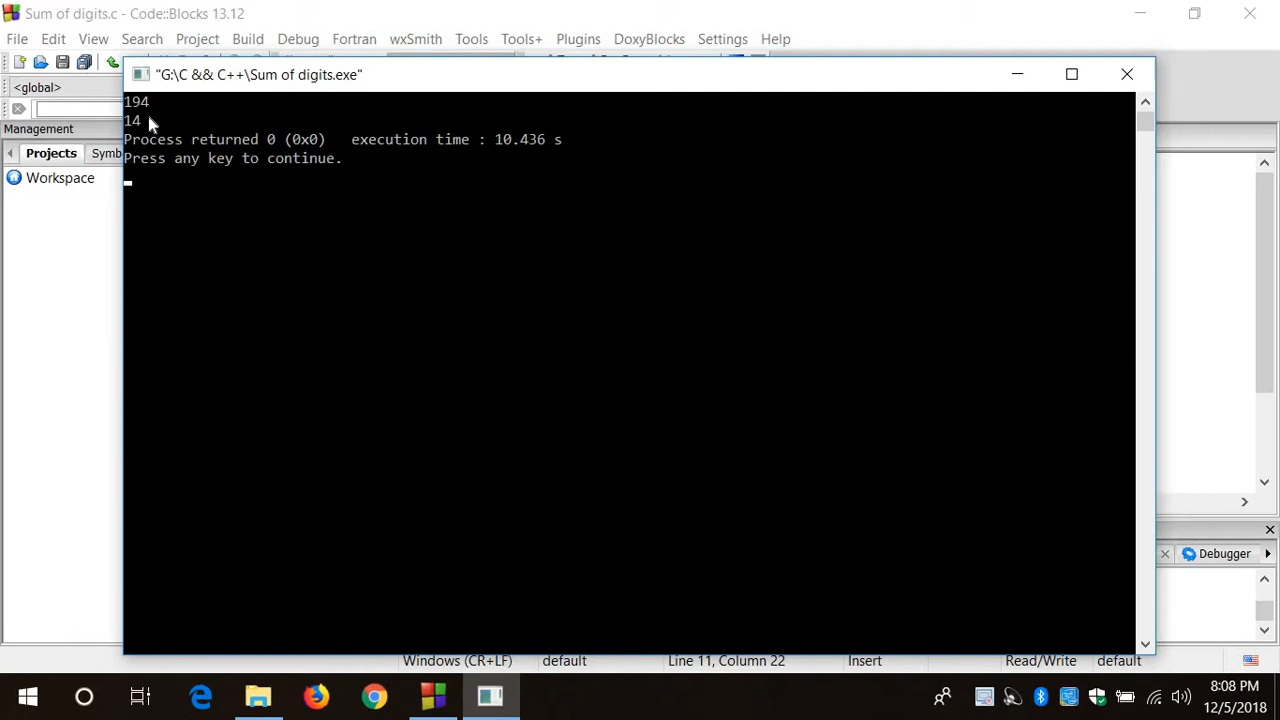 Sum of digits.c - Code::Blocks 13.12
File Edit View Search Project Build Debug Fortran wxSmith Tools Tools+ Plugins DoxyBlocks Settings Help
<global>
"G:\C && C++\Sum of digits.exe"
194
14
Process returned 0 (0x0) execution time : 10.436 s
Press any key to continue.
Management
Projects Symb
Workspace
Debugger
Windows (CR+LF) default Line 11, Column 22 Insert Read/Write default
8:08 PM
12/5/2018